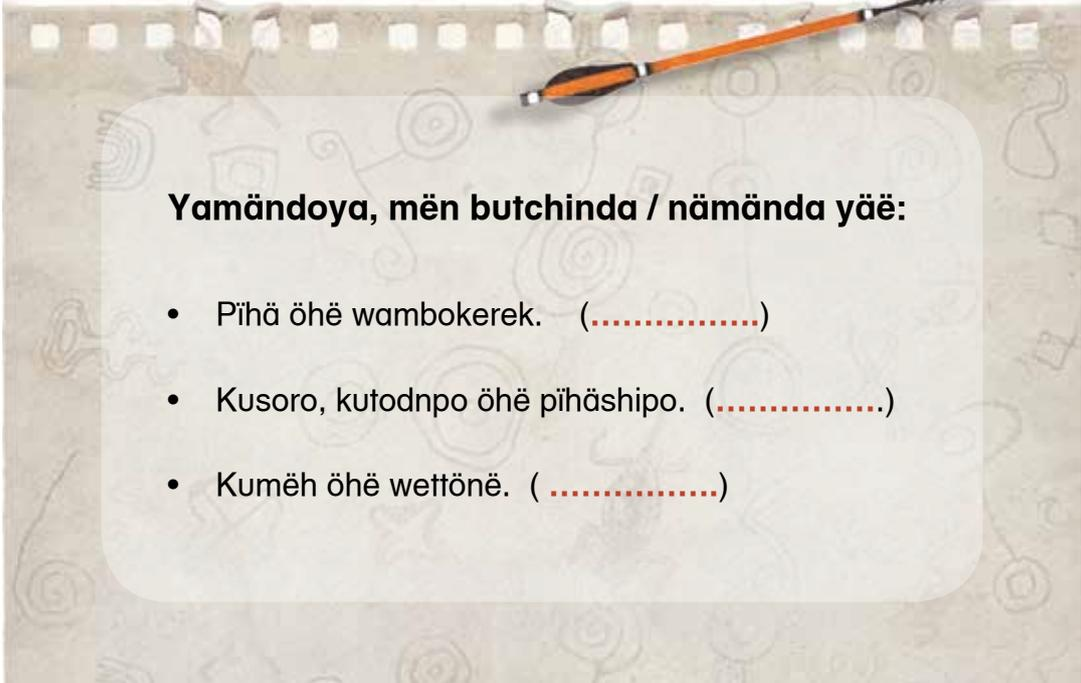 Yamändoya, mën butchinda / nämända yäë:
• Pïhä öhë wambokerek. (................)
• Kusoro, kutodnpo öhë pïhäshipo. (................)
• Kumëh öhë wettönë. ( ................)